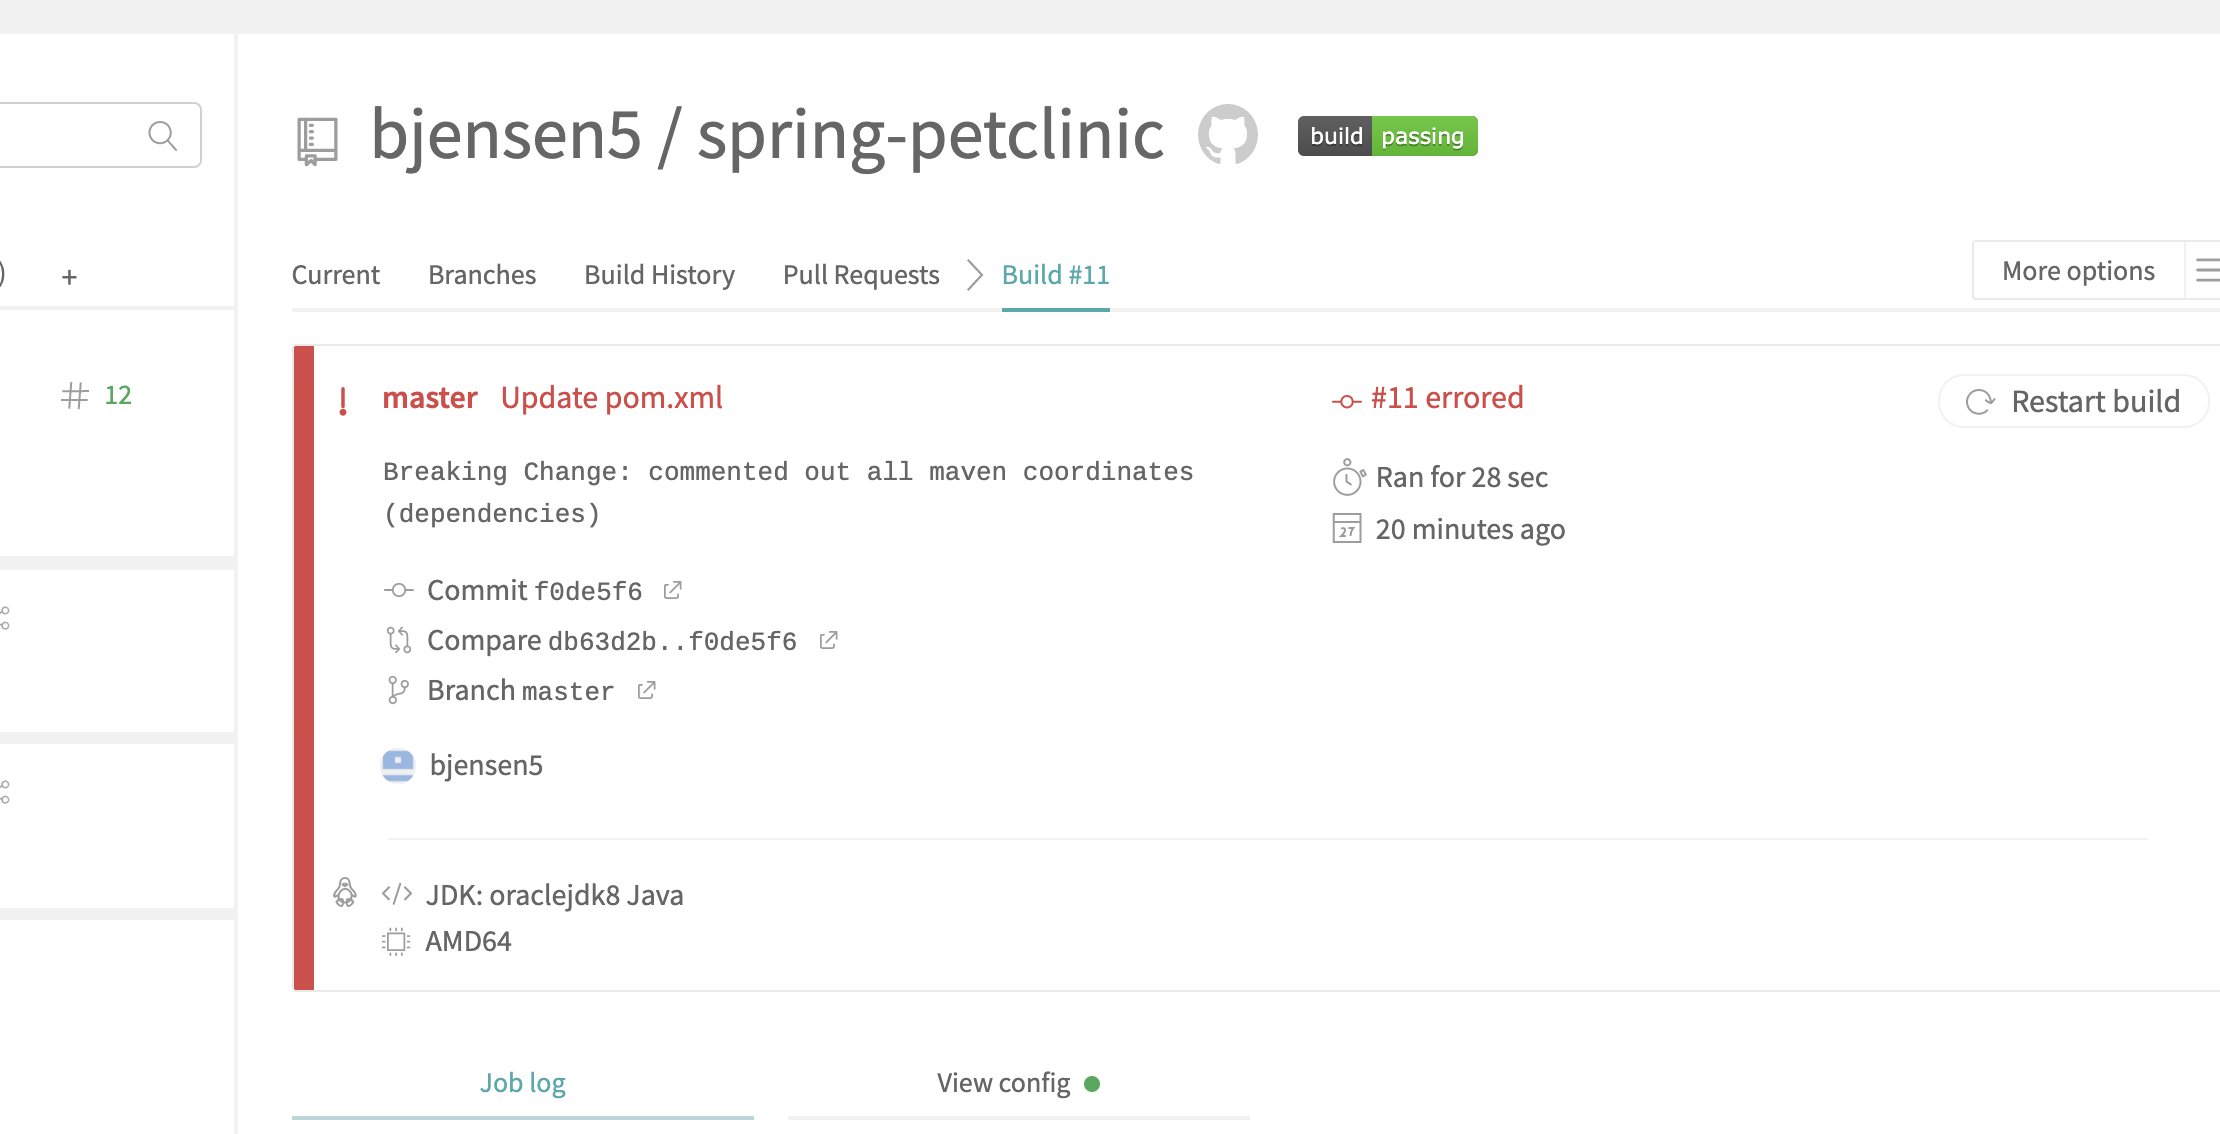 bjensen5 / spring-petclinic build passing
+
Current Branches Build History Pull Requests Build #11 More options
12
master Update pom.xml
Breaking Change: commented out all maven coordinates
(dependencies)
Commit f0de5f6
Compare db63d2b..f0de5f6
Branch master
bjensen5
#11 errored
Ran for 28 sec
27 20 minutes ago
Restart build
JDK: oraclejdk8 Java
AMD64
Job log View config